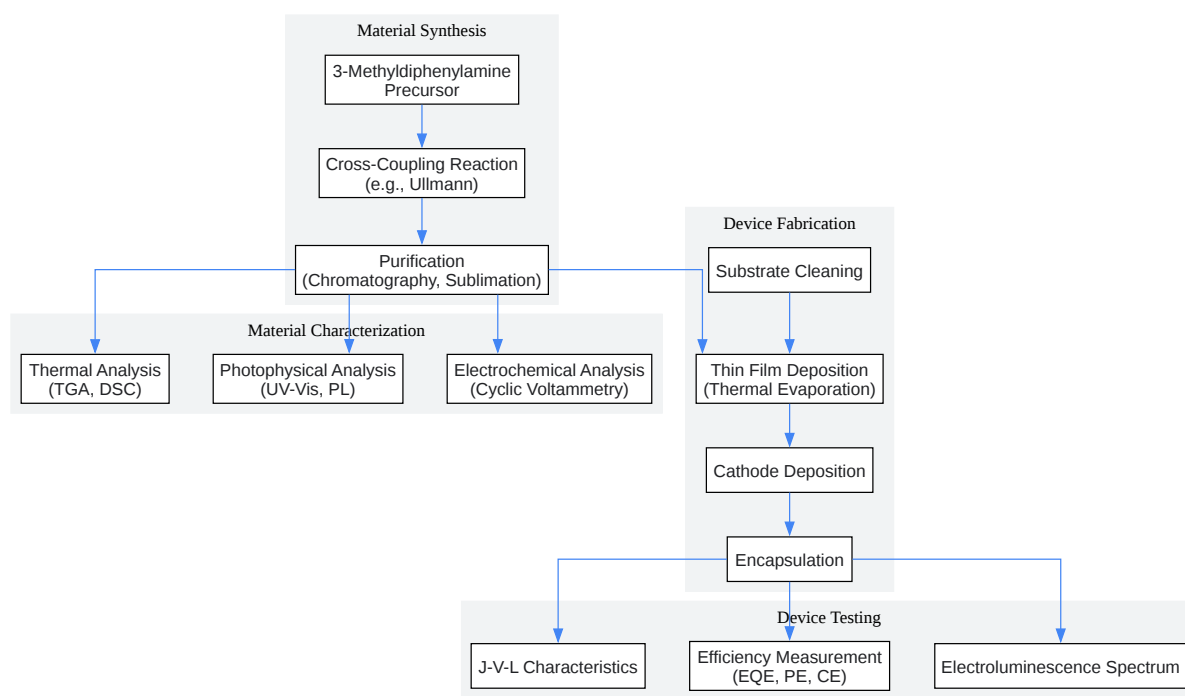 Material Synthesis
3-Methyldiphenylamine
Precursor
Cross-Coupling Reaction
(e.g., Ullmann)
Purification
(Chromatography, Sublimation)
Material Characterization
Thermal Analysis
(TGA, DSC)
Photophysical Analysis
(UV-Vis, PL)
Electrochemical Analysis
(Cyclic Voltammetry)
Device Fabrication
Substrate Cleaning
Thin Film Deposition
(Thermal Evaporation)
Cathode Deposition
Encapsulation
Device Testing
J-V-L Characteristics
Efficiency Measurement
(EQE, PE, CE)
Electroluminescence Spectrum